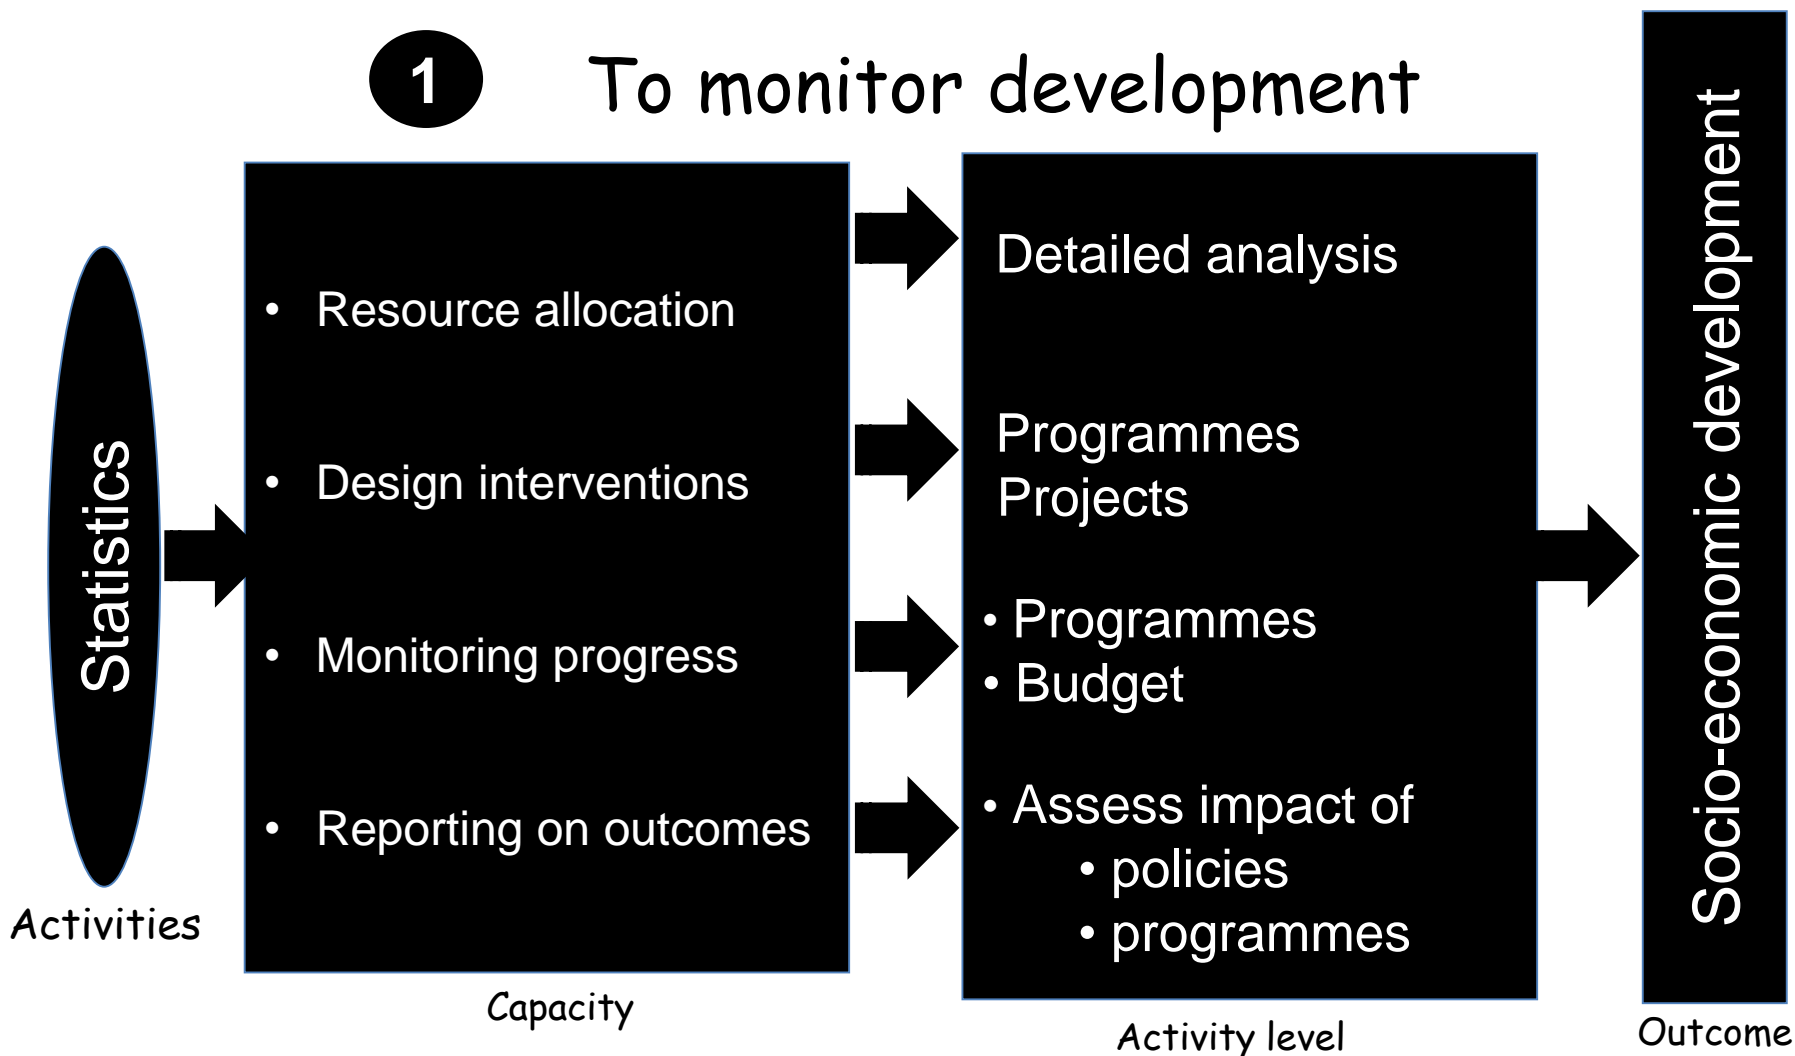 1 To monitor development
Statistics
Activities
• Resource allocation
• Design interventions
• Monitoring progress
• Reporting on outcomes
Capacity
Detailed analysis
Programmes
Projects
• Programmes
• Budget
• Assess impact of
• policies
• programmes
Activity level
Socio-economic development
Outcome